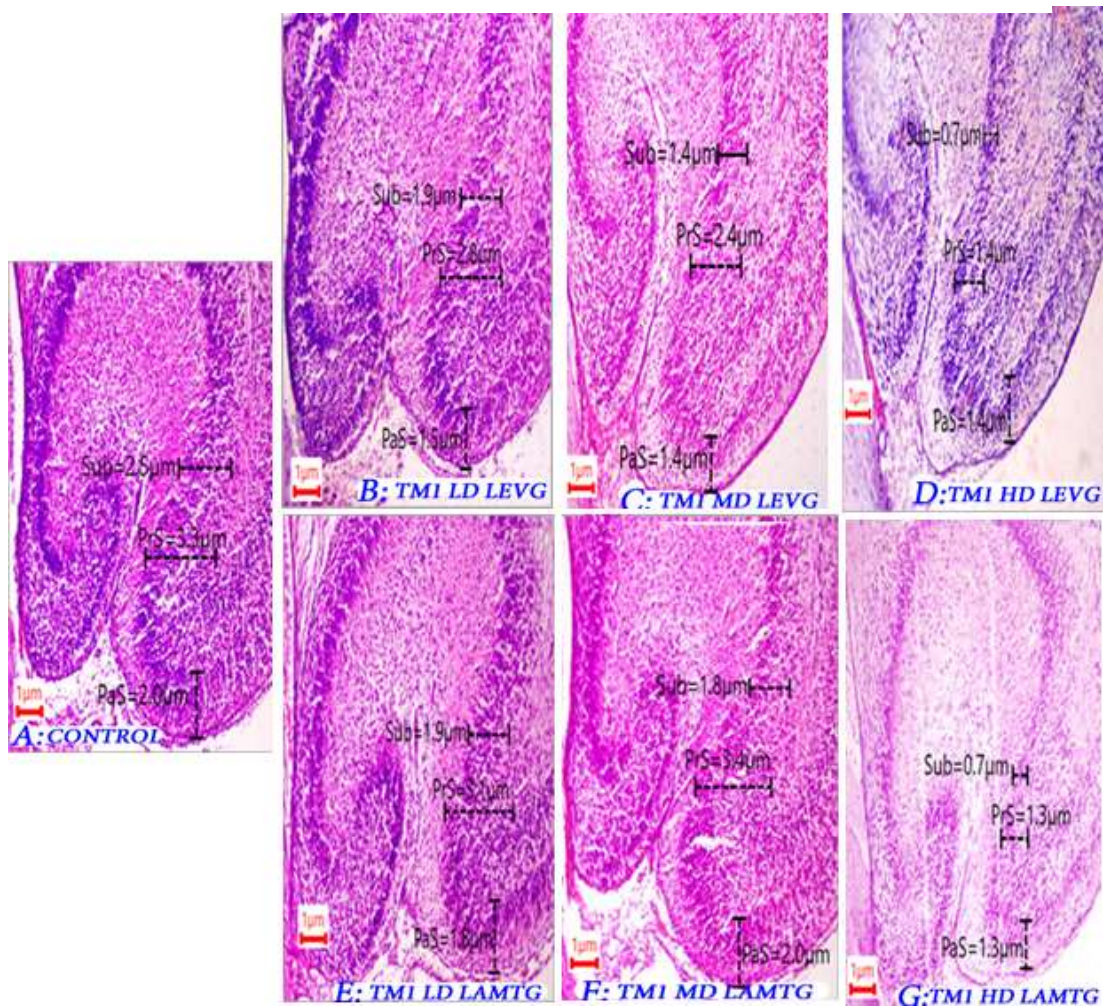 Sub=2.5µm
PrS=3.3µm
PaS=2.0µm
1µm
A: CONTROL
Sub=1.9µm
PrS=2.8µm
PaS=1.5µm
1µm
B: TM1 LD LEVG
Sub=1.4µm
PrS=2.4µm
PaS=1.4µm
1µm
C: TM1 MD LEVG
Sub=0.7µm
PrS=1.4µm
PaS=1.4µm
1µm
D:TM1 HD LEVG
Sub=1.9µm
PrS=3.1µm
PaS=1.8µm
1µm
E: TM1 LD LAMTG
Sub=1.8µm
PrS=3.4µm
PaS=2.0µm
1µm
F: TM1 MD LAMTG
Sub=0.7µm
PrS=1.3µm
PaS=1.3µm
1µm
G: TM1 HD LAMTG